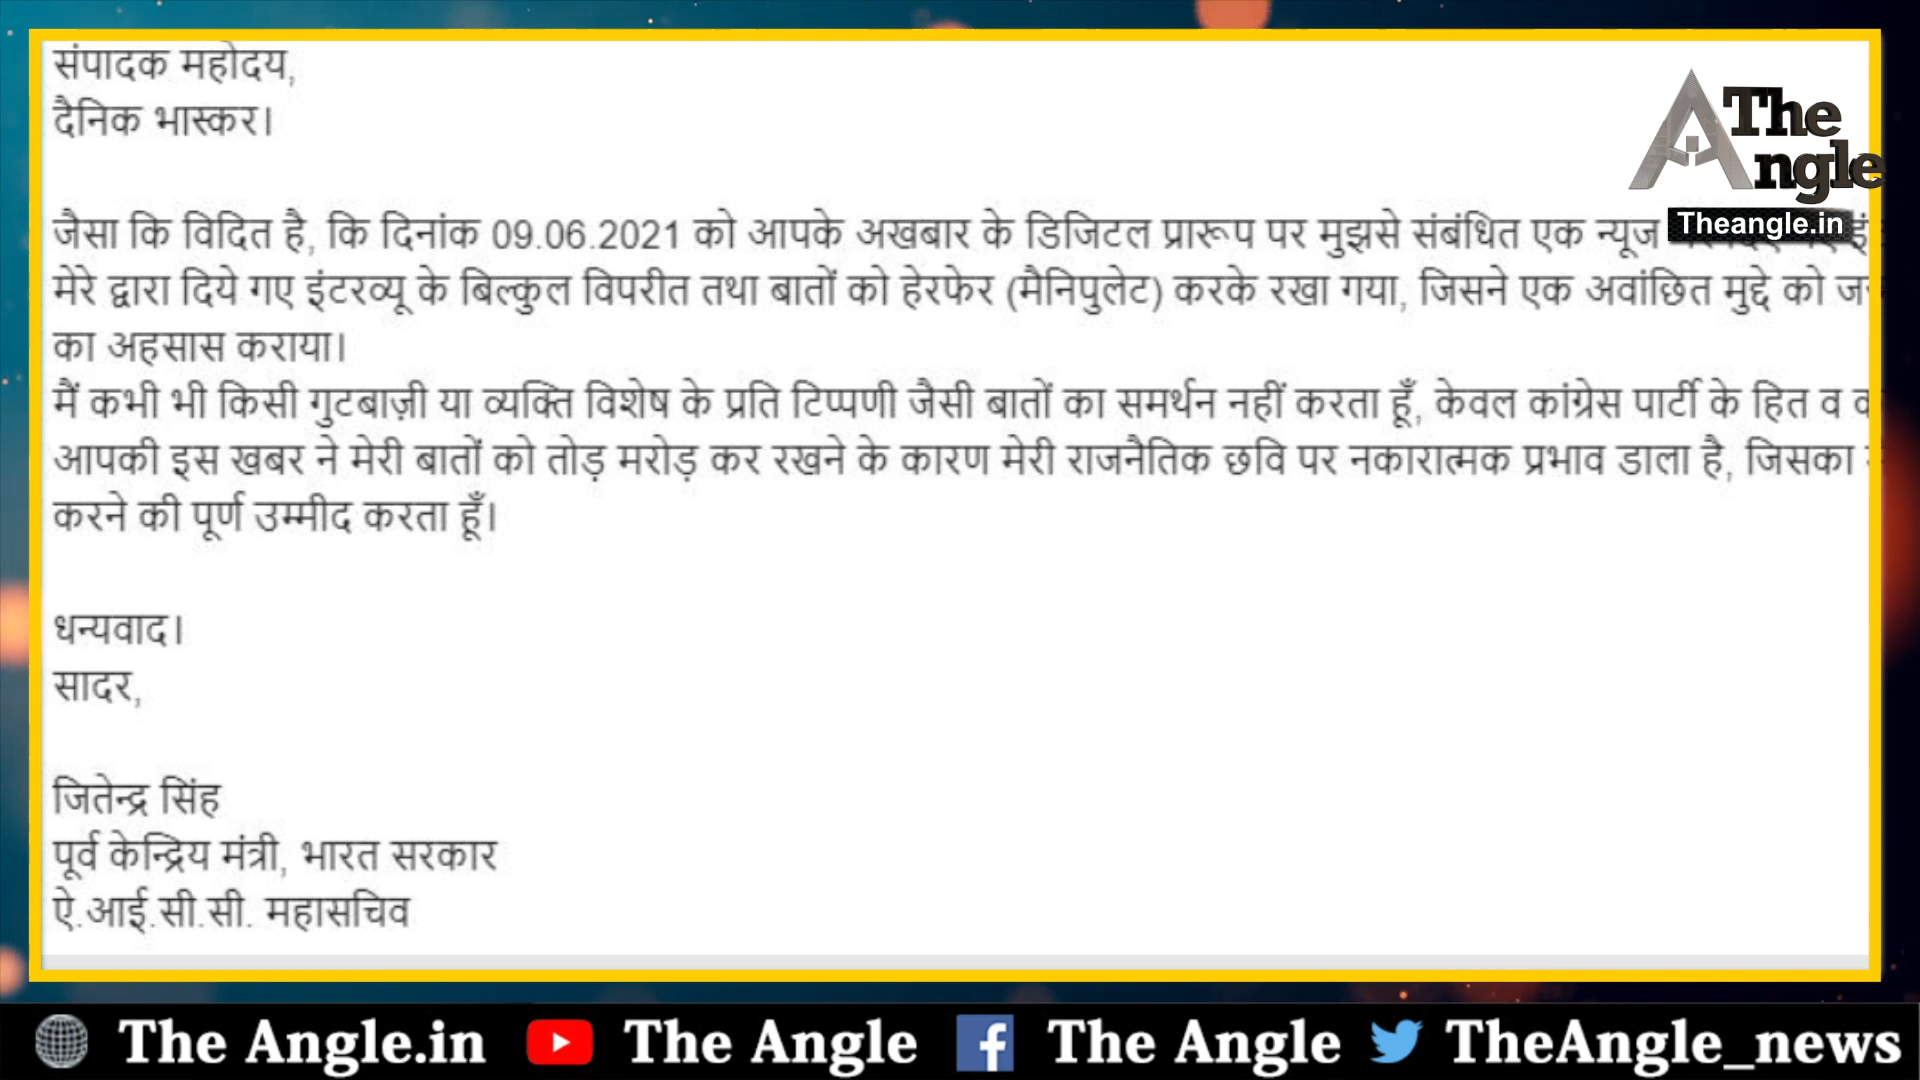 संपादक महोदय,
दैनिक भास्कर।
The
Angle
Theangle.in
जैसा कि विदित है, कि दिनांक 09.06.2021 को आपके अखबार के डिजिटल प्रारूप पर मुझसे संबंधित एक न्यूज
मेरे द्वारा दिये गए इंटरव्यू के बिल्कुल विपरीत तथा बातों को हेरफेर (मैनिपुलेट) करके रखा गया, जिसने एक अवांछित मुद्दे को
का अहसास कराया।
मैं कभी भी किसी गुटबाज़ी या व्यक्ति विशेष के प्रति टिप्पणी जैसी बातों का समर्थन नहीं करता हूँ, केवल कांग्रेस पार्टी के हित व
आपकी इस खबर ने मेरी बातों को तोड़ मरोड़ कर रखने के कारण मेरी राजनैतिक छवि पर नकारात्मक प्रभाव डाला है, जिसका
करने की पूर्ण उम्मीद करता हूँ।
धन्यवाद।
सादर,
जितेन्द्र सिंह
पूर्व केन्द्रिय मंत्री, भारत सरकार
ऐ.आई.सी.सी. महासचिव
The Angle.in The Angle The Angle TheAngle_news